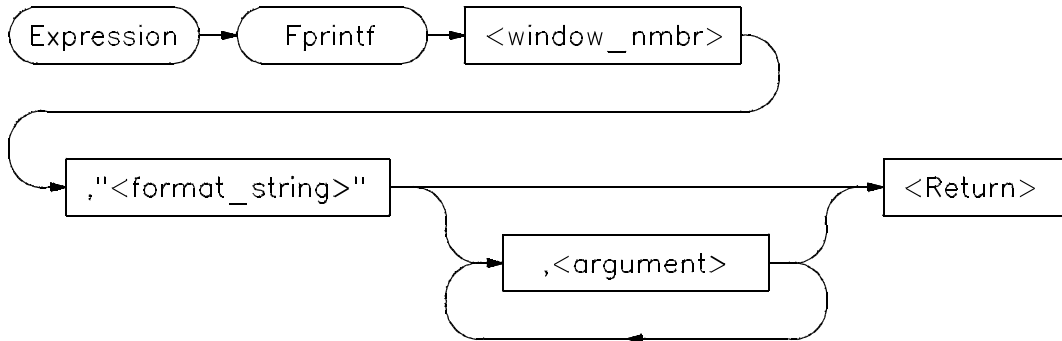 Expression Fprintf <window_nmbr>
,"<format_string>" <Return>
,<argument>